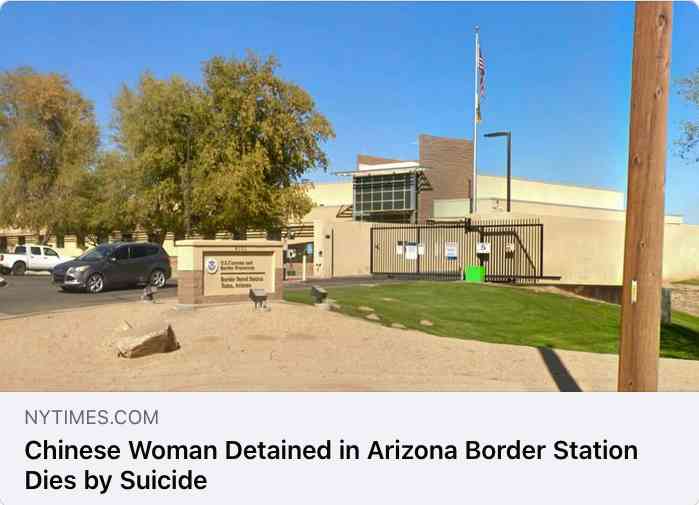 U.S. Customs and
Border Protection
Border Patrol Station
Yuma, Arizona
5
NYTIMES.COM
Chinese Woman Detained in Arizona Border Station
Dies by Suicide